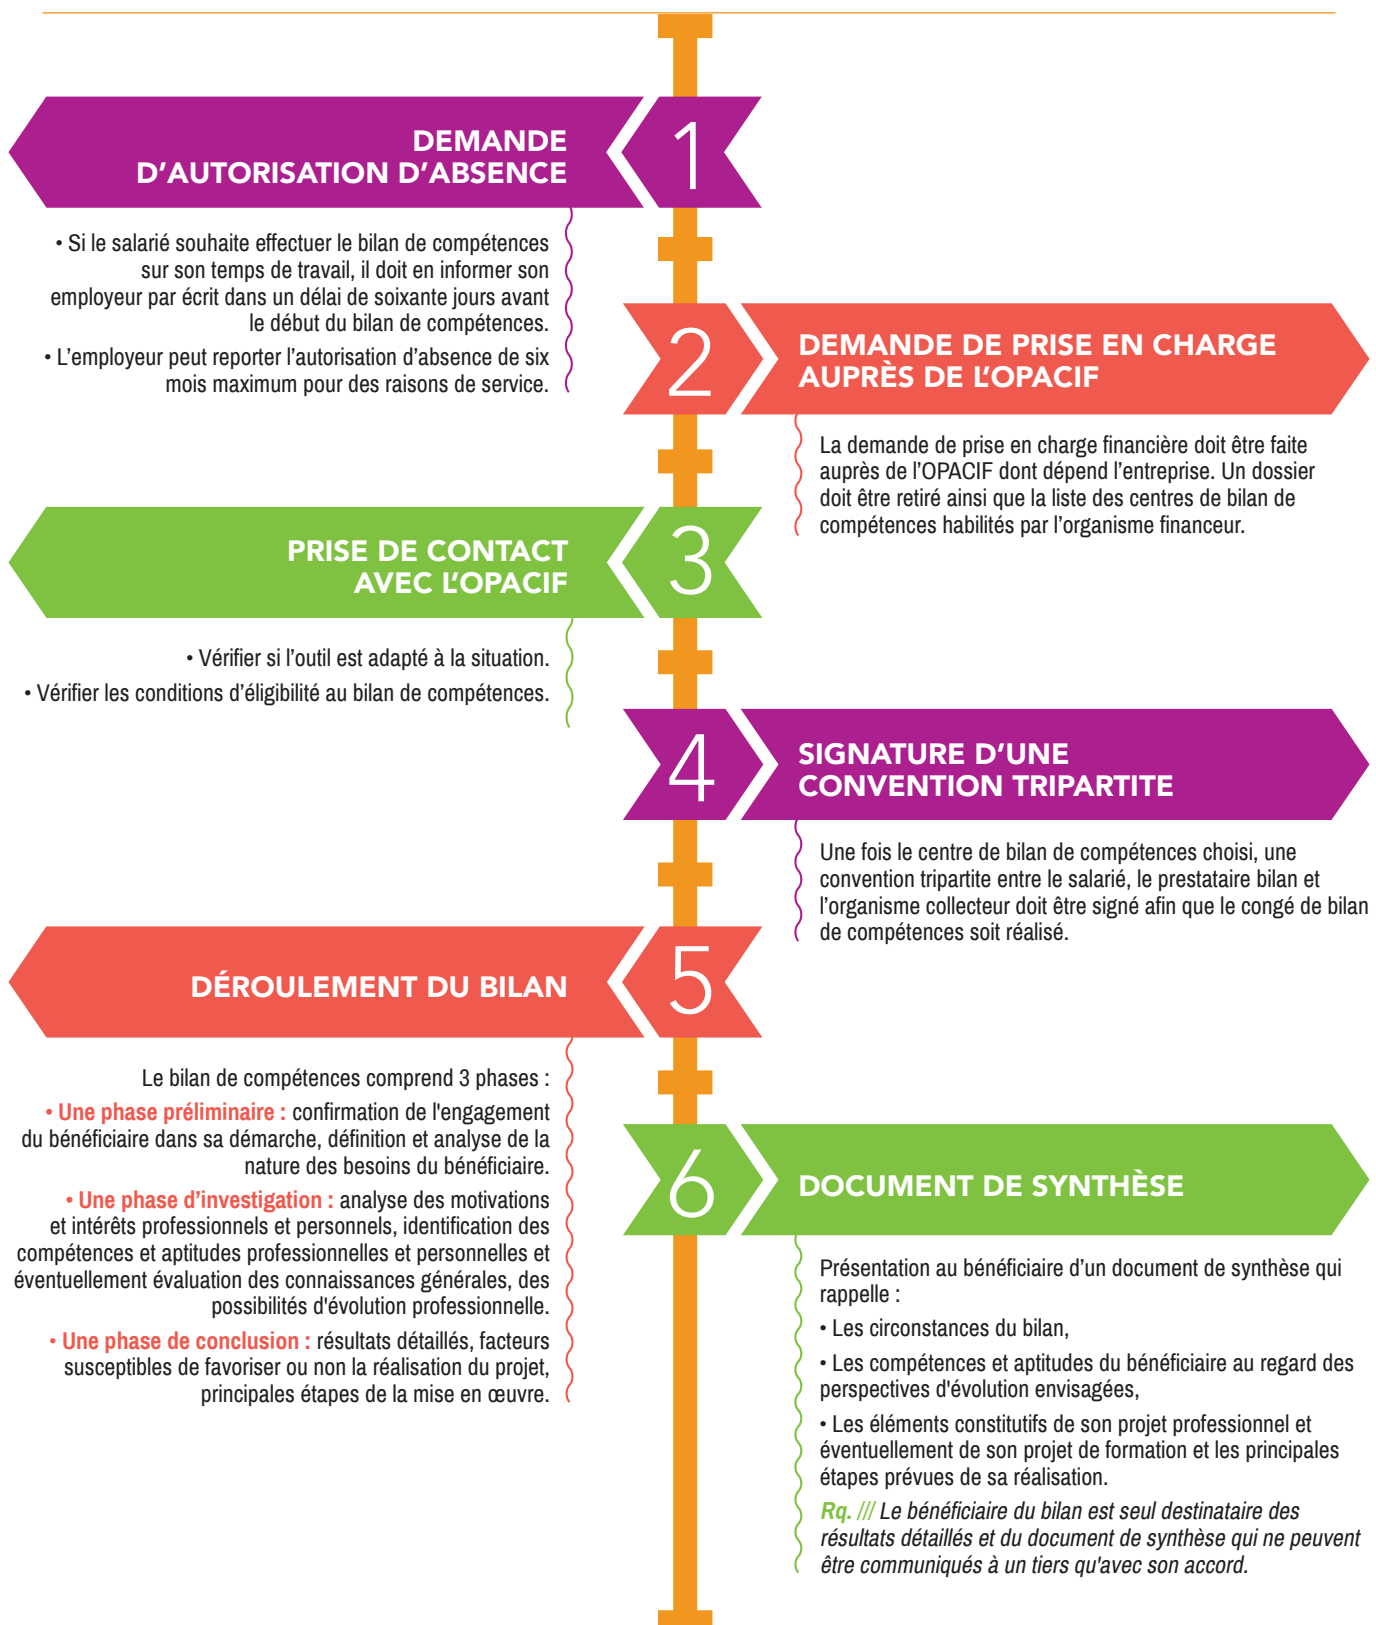 1
DEMANDE
D’AUTORISATION D’ABSENCE
• Si le salarié souhaite effectuer le bilan de compétences
sur son temps de travail, il doit en informer son
employeur par écrit dans un délai de soixante jours avant
le début du bilan de compétences.
• L’employeur peut reporter l’autorisation d’absence de six
mois maximum pour des raisons de service.
2
DEMANDE DE PRISE EN CHARGE
AUPRÈS DE L’OPACIF
La demande de prise en charge financière doit être faite
auprès de l’OPACIF dont dépend l’entreprise. Un dossier
doit être retiré ainsi que la liste des centres de bilan de
compétences habilités par l’organisme financeur.
3
PRISE DE CONTACT
AVEC L’OPACIF
• Vérifier si l’outil est adapté à la situation.
• Vérifier les conditions d’éligibilité au bilan de compétences.
4
SIGNATURE D’UNE
CONVENTION TRIPARTITE
Une fois le centre de bilan de compétences choisi, une
convention tripartite entre le salarié, le prestataire bilan et
l’organisme collecteur doit être signé afin que le congé de bilan
de compétences soit réalisé.
5
DÉROULEMENT DU BILAN
Le bilan de compétences comprend 3 phases :
• Une phase préliminaire : confirmation de l'engagement
du bénéficiaire dans sa démarche, définition et analyse de la
nature des besoins du bénéficiaire.
• Une phase d’investigation : analyse des motivations
et intérêts professionnels et personnels, identification des
compétences et aptitudes professionnelles et personnelles et
éventuellement évaluation des connaissances générales, des
possibilités d'évolution professionnelle.
• Une phase de conclusion : résultats détaillés, facteurs
susceptibles de favoriser ou non la réalisation du projet,
principales étapes de la mise en œuvre.
6
DOCUMENT DE SYNTHÈSE
Présentation au bénéficiaire d’un document de synthèse qui
rappelle :
• Les circonstances du bilan,
• Les compétences et aptitudes du bénéficiaire au regard des
perspectives d'évolution envisagées,
• Les éléments constitutifs de son projet professionnel et
éventuellement de son projet de formation et les principales
étapes prévues de sa réalisation.
Rq. /// Le bénéficiaire du bilan est seul destinataire des
résultats détaillés et du document de synthèse qui ne peuvent
être communiqués à un tiers qu'avec son accord.